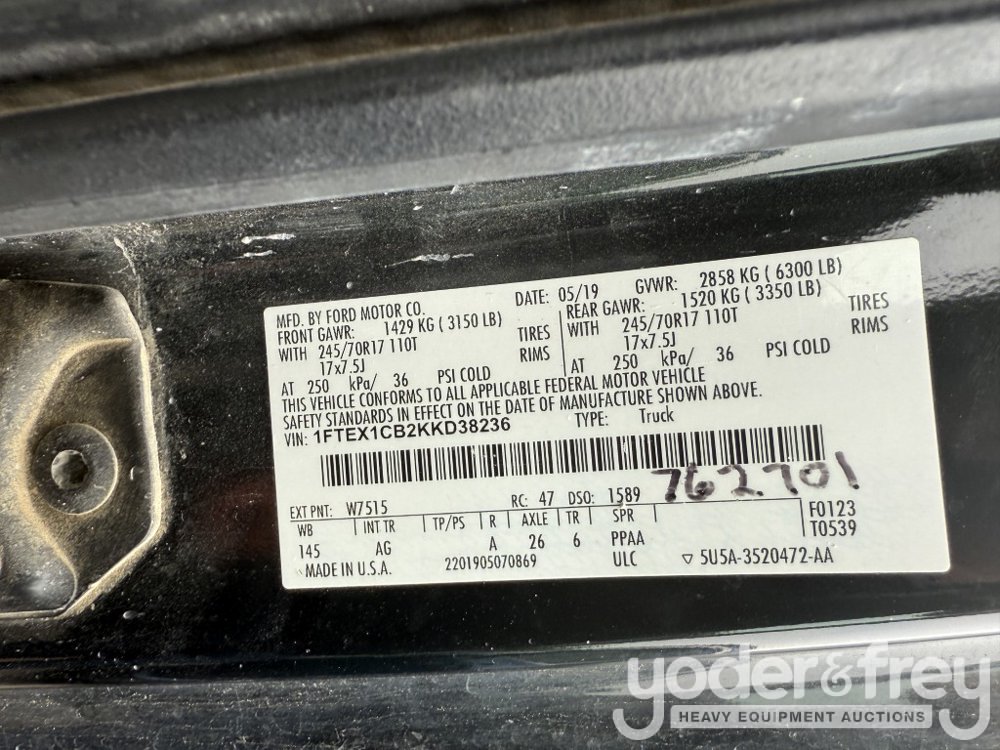 MFD. BY FORD MOTOR CO. DATE: 05/19 GVWR: 2858 KG ( 6300 LB)
FRONT GAWR: 1429 KG ( 3150 LB) REAR GAWR: 1520 KG ( 3350 LB)
WITH 245/70R17 110T TIRES WITH 245/70R17 110T TIRES
17x7.5J RIMS 17x7.5J RIMS
AT 250 kPa/ 36 PSI COLD AT 250 kPa/ 36 PSI COLD
THIS VEHICLE CONFORMS TO ALL APPLICABLE FEDERAL MOTOR VEHICLE
SAFETY STANDARDS IN EFFECT ON THE DATE OF MANUFACTURE SHOWN ABOVE.
VIN: 1FTEX1CB2KKD38236 TYPE: Truck
762701
EXT PNT: W7515 RC: 47 DSO: 1589 F0123
WB INT TR TP/PS R AXLE TR SPR T0539
145 AG A 26 6 PPAA
MADE IN U.S.A. 2201905070869 ULC ▽ 5U5A-3520472-AA
yoder&frey
HEAVY EQUIPMENT AUCTIONS